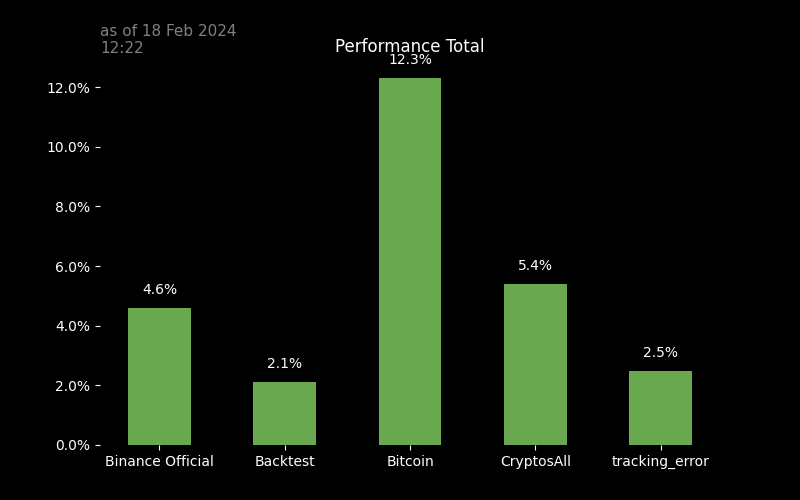 as of 18 Feb 2024
12:22
Performance Total
12.3%
12.0%
10.0%
8.0%
6.0%
4.0%
2.0%
0.0%
4.6%
2.1%
5.4%
2.5%
Binance Official
Backtest
Bitcoin
CryptosAll
tracking_error